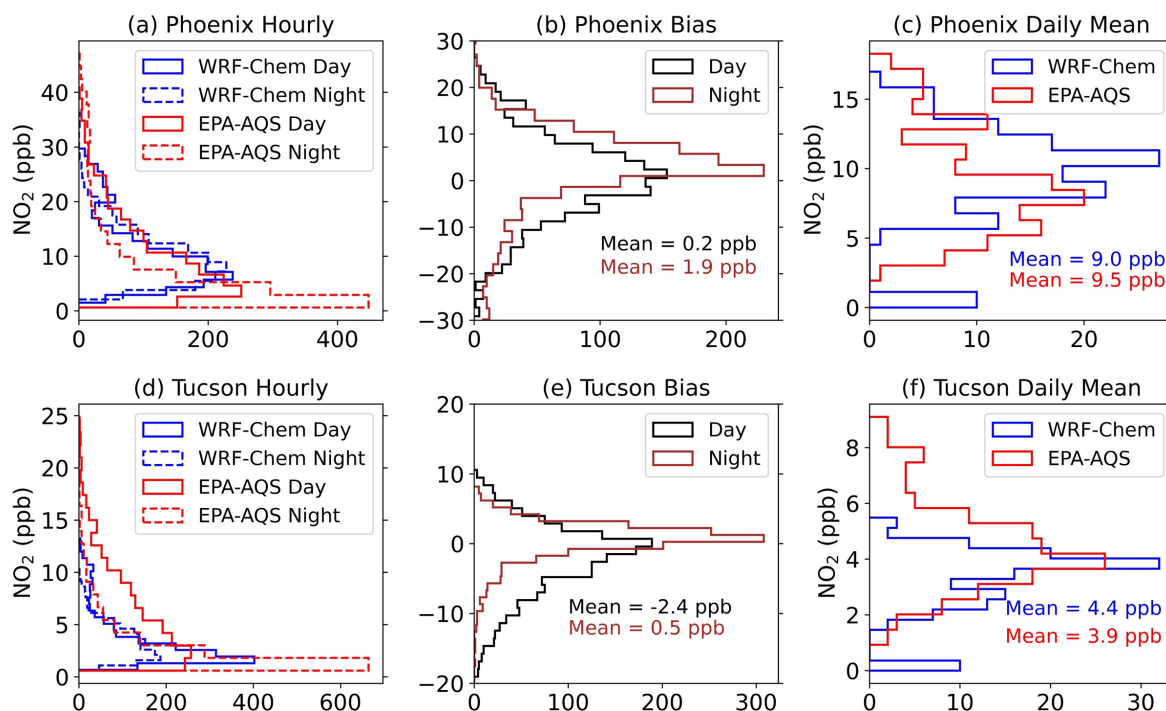 (a) Phoenix Hourly
NO₂ (ppb)
40
30
20
10
0
0 200 400
WRF-Chem Day
WRF-Chem Night
EPA-AQS Day
EPA-AQS Night
(b) Phoenix Bias
30
20
10
0
−10
−20
−30
0 100 200
Day
Night
Mean = 0.2 ppb
Mean = 1.9 ppb
(c) Phoenix Daily Mean
NO₂ (ppb)
15
10
5
0
0 10 20
WRF-Chem
EPA-AQS
Mean = 9.0 ppb
Mean = 9.5 ppb
(d) Tucson Hourly
NO₂ (ppb)
25
20
15
10
5
0
0 200 400 600
WRF-Chem Day
WRF-Chem Night
EPA-AQS Day
EPA-AQS Night
(e) Tucson Bias
20
10
0
−10
−20
0 100 200 300
Day
Night
Mean = -2.4 ppb
Mean = 0.5 ppb
(f) Tucson Daily Mean
NO₂ (ppb)
8
6
4
2
0
0 10 20 30
WRF-Chem
EPA-AQS
Mean = 4.4 ppb
Mean = 3.9 ppb